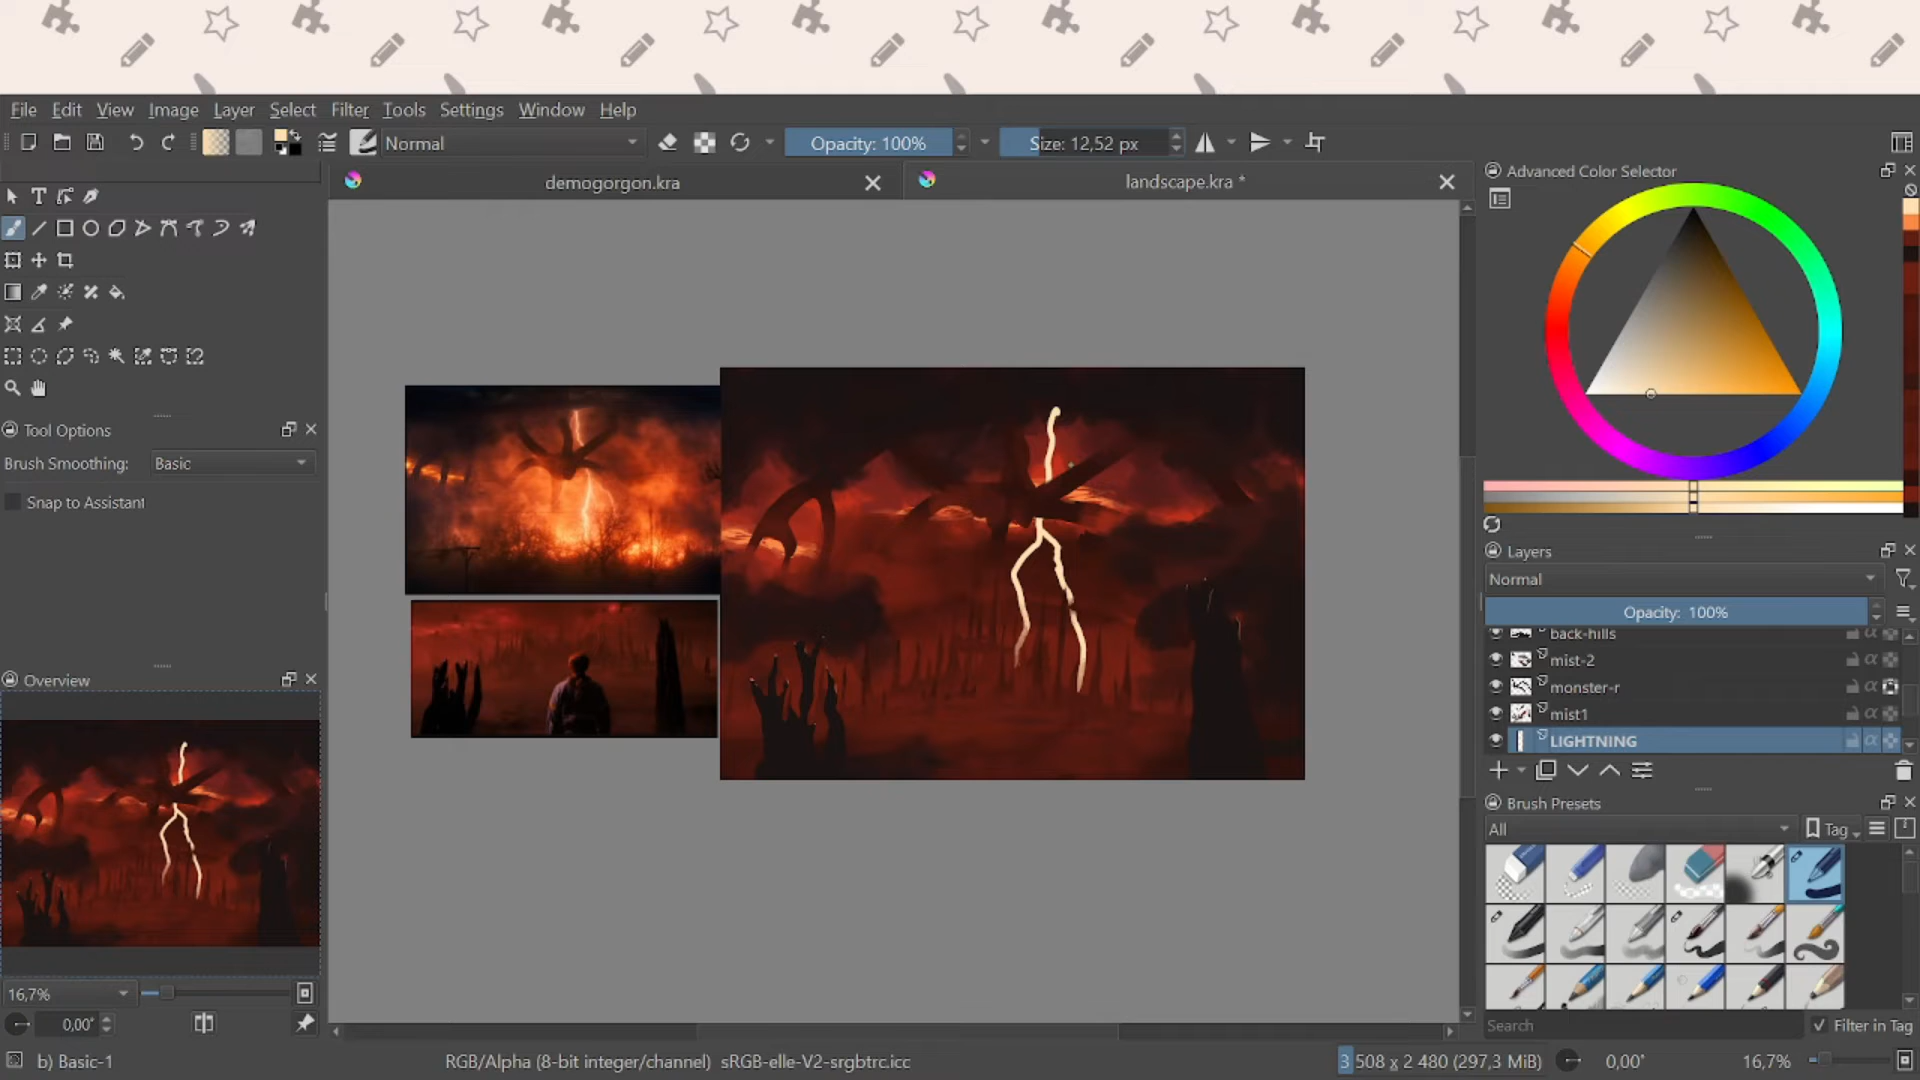 File Edit View Image Layer Select Filter Tools Settings Window Help
Normal Opacity: 100% Size: 12,52 px
demogorgon.kra landscape.kra *
Advanced Color Selector
Tool Options
Brush Smoothing: Basic
Snap to Assistant
Overview
16,7%
0,00°
Layers
Normal
Opacity: 100%
back-hills
mist-2
monster-r
mist1
LIGHTNING
Brush Presets
All Tag
Search Filter in Tag
b) Basic-1 RGB/Alpha (8-bit integer/channel) sRGB-elle-V2-srgbtrc.icc 3 508 x 2 480 (297,3 MiB) 0,00° 16,7%